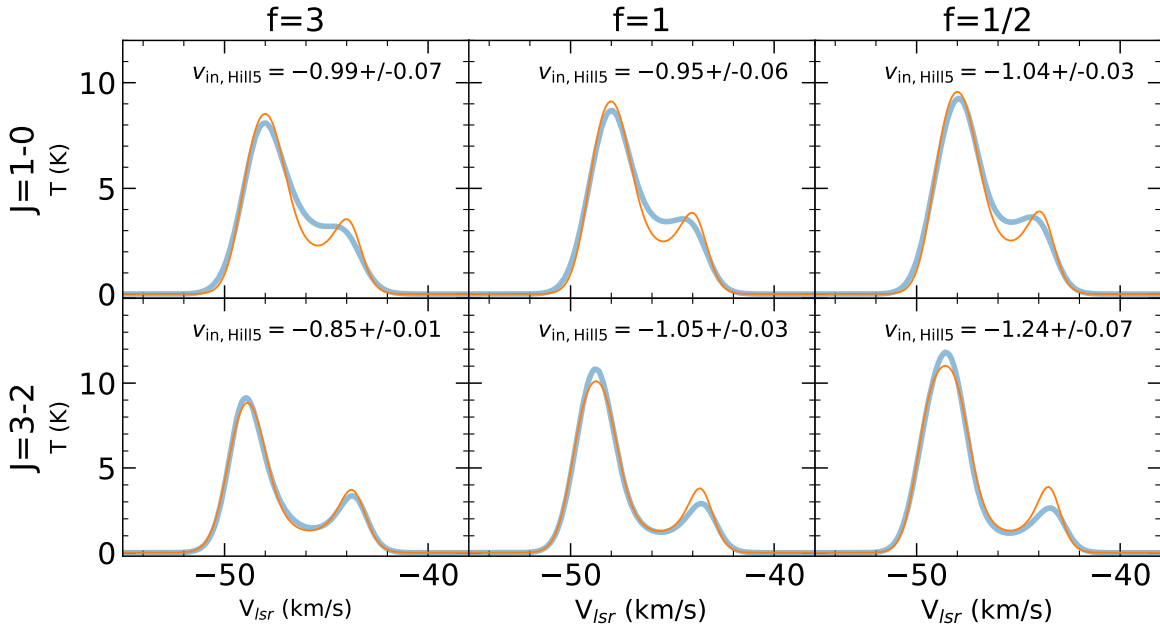 f=3 f=1 f=1/2
J=1-0
T (K)
10
5
0
v_in, Hill5 = −0.99+/-0.07
v_in, Hill5 = −0.95+/-0.06
v_in, Hill5 = −1.04+/-0.03
J=3-2
T (K)
10
5
0
v_in, Hill5 = −0.85+/-0.01
v_in, Hill5 = −1.05+/-0.03
v_in, Hill5 = −1.24+/-0.07
−50 −40 −50 −40 −50 −40
V_lsr (km/s) V_lsr (km/s) V_lsr (km/s)